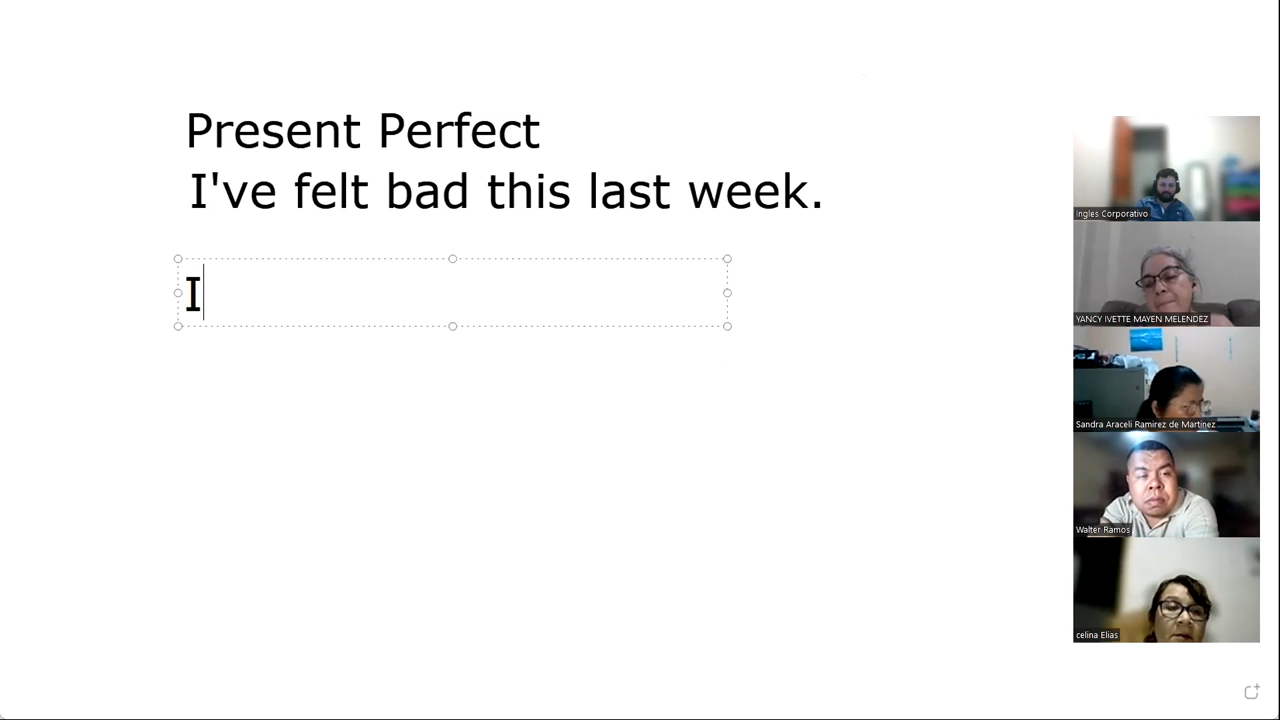 Present Perfect
I've felt bad this last week.
I
Ingles Corporativo
YANCY IVETTE MAYEN MELENDEZ
Sandra Araceli Ramirez de Martinez
Walter Ramos
celina Elias